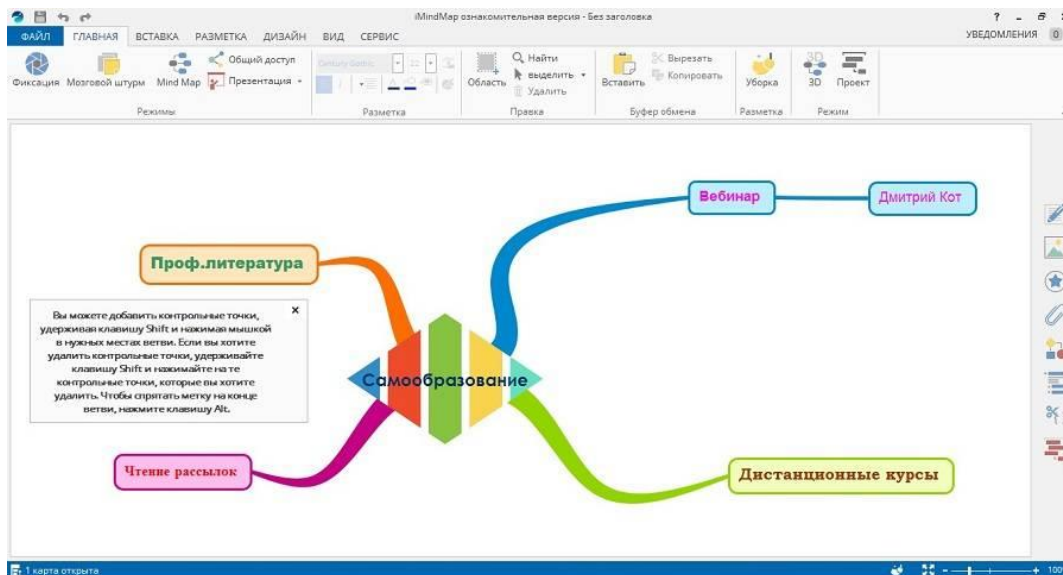 iMindMap ознакомительная версия - Без заголовка
ФАЙЛ ГЛАВНАЯ ВСТАВКА РАЗМЕТКА ДИЗАЙН ВИД СЕРВИС УВЕДОМЛЕНИЯ 0
Фиксация Мозговой штурм Mind Map
Общий доступ
Презентация
Режимы
Century Gothic
Разметка
Область
Найти
выделить
Удалить
Правка
Вставить
Вырезать
Копировать
Буфер обмена
Уборка
Разметка
3D Проект
Режим
Вебинар
Дмитрий Кот
Проф.литература
Вы можете добавить контрольные точки,
удерживая клавишу Shift и нажимая мышкой
в нужных местах ветви. Если вы хотите
удалить контрольные точки, удерживайте
клавишу Shift и нажимайте на те
контрольные точки, которые вы хотите
удалить. Чтобы спрятать метку на конце
ветви, нажмите клавишу Alt.
Самообразование
Чтение рассылок
Дистанционные курсы
1 карта открыта